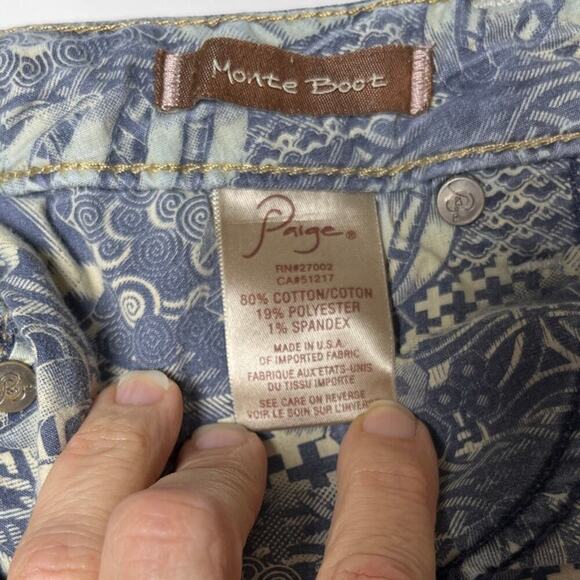 Monte Boot
Paige®
RN#27002
CA#51217
80% COTTON/COTON
19% POLYESTER
1% SPANDEX
MADE IN U.S.A.
OF IMPORTED FABRIC
FABRIQUE AUX ETATS-UNIS
DU TISSU IMPORTE
SEE CARE ON REVERSE
VOIR LE SOIN SUR L'INVERSE